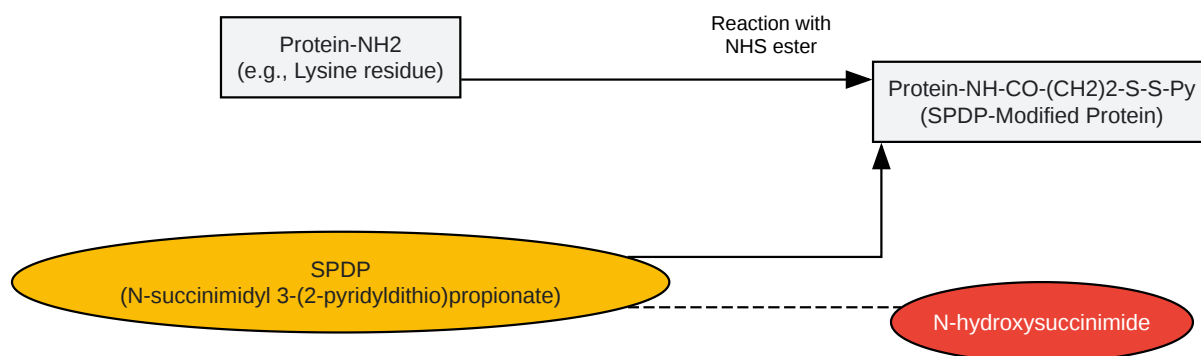 Protein-NH2
(e.g., Lysine residue)
Reaction with
NHS ester
Protein-NH-CO-(CH2)2-S-S-Py
(SPDP-Modified Protein)
SPDP
(N-succinimidyl 3-(2-pyridyldithio)propionate)
N-hydroxysuccinimide